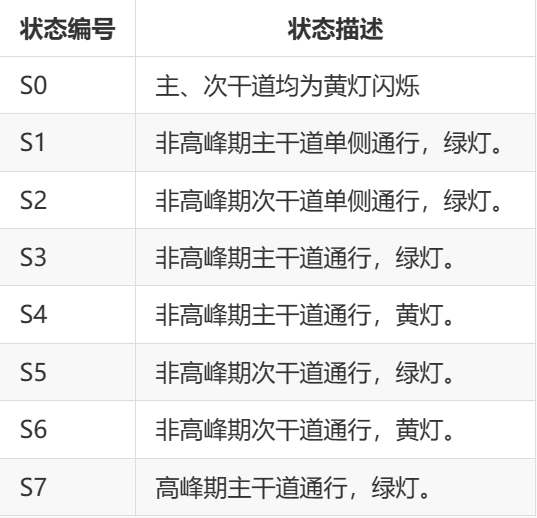 状态编号 状态描述
S0 主、次干道均为黄灯闪烁
S1 非高峰期主干道单侧通行，绿灯。
S2 非高峰期次干道单侧通行，绿灯。
S3 非高峰期主干道通行，绿灯。
S4 非高峰期主干道通行，黄灯。
S5 非高峰期次干道通行，绿灯。
S6 非高峰期次干道通行，黄灯。
S7 高峰期主干道通行，绿灯。